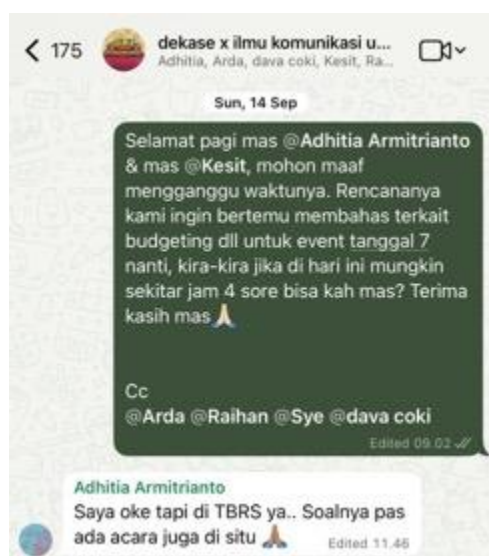 175
dekase x ilmu komunikasi u...
Adhitia, Arda, dava coki, Kesit, Ra...
Sun, 14 Sep
Selamat pagi mas @Adhitia Armitrianto
& mas @Kesit, mohon maaf
mengganggu waktunya. Rencananya
kami ingin bertemu membahas terkait
budgeting dll untuk event tanggal 7
nanti, kira-kira jika di hari ini mungkin
sekitar jam 4 sore bisa kah mas? Terima
kasih mas🙏🏼
Cc
@Arda @Raihan @Sye @dava coki
Edited 09.02
Adhitia Armitrianto
Saya oke tapi di TBRS ya.. Soalnya pas
ada acara juga di situ 🙏🏽
Edited 11.46